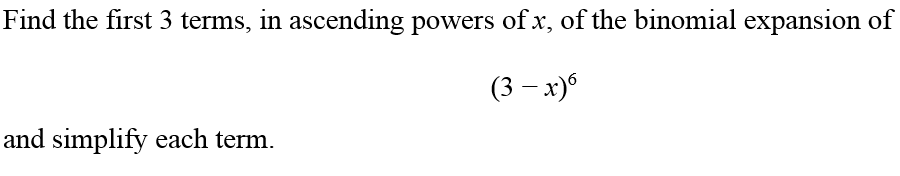 Find the first 3 terms, in ascending powers of x, of the binomial expansion of
(3 − x)⁶
and simplify each term.